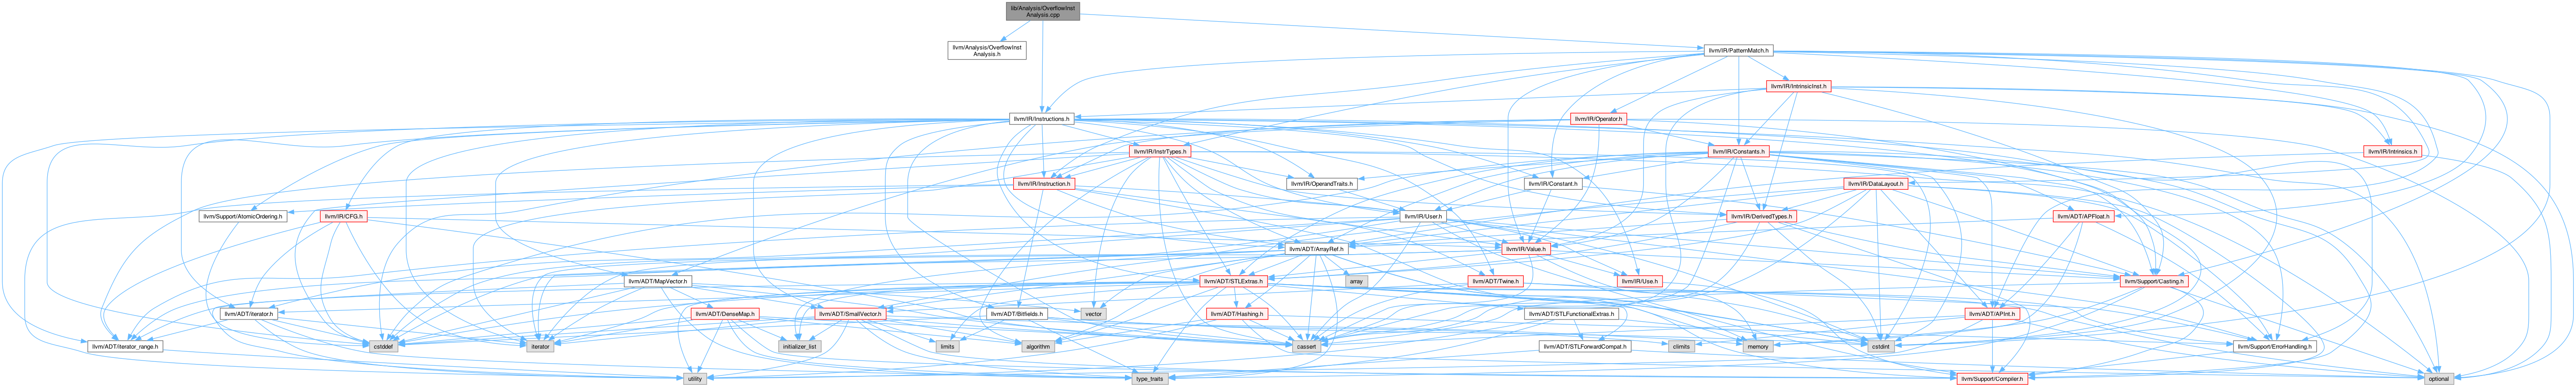 lib/Analysis/OverflowInst
Analysis.cpp
llvm/Analysis/OverflowInst
Analysis.h
llvm/IR/PatternMatch.h
llvm/IR/IntrinsicInst.h
llvm/IR/Instructions.h
llvm/IR/Operator.h
llvm/IR/InstrTypes.h
llvm/IR/Constants.h
llvm/IR/Intrinsics.h
llvm/IR/Instruction.h
llvm/IR/OperandTraits.h
llvm/IR/Constant.h
llvm/IR/DataLayout.h
llvm/Support/AtomicOrdering.h
llvm/IR/CFG.h
llvm/IR/User.h
llvm/IR/DerivedTypes.h
llvm/ADT/APFloat.h
llvm/ADT/ArrayRef.h
llvm/IR/Value.h
llvm/ADT/MapVector.h
llvm/ADT/STLExtras.h
array
llvm/ADT/Twine.h
llvm/IR/Use.h
llvm/Support/Casting.h
llvm/ADT/iterator.h
llvm/ADT/DenseMap.h
llvm/ADT/SmallVector.h
llvm/ADT/Bitfields.h
vector
llvm/ADT/Hashing.h
llvm/ADT/STLFunctionalExtras.h
llvm/ADT/APInt.h
llvm/ADT/iterator_range.h
cstddef
iterator
initializer_list
limits
algorithm
cassert
llvm/ADT/STLForwardCompat.h
climits
memory
cstdint
llvm/Support/ErrorHandling.h
utility
type_traits
llvm/Support/Compiler.h
optional